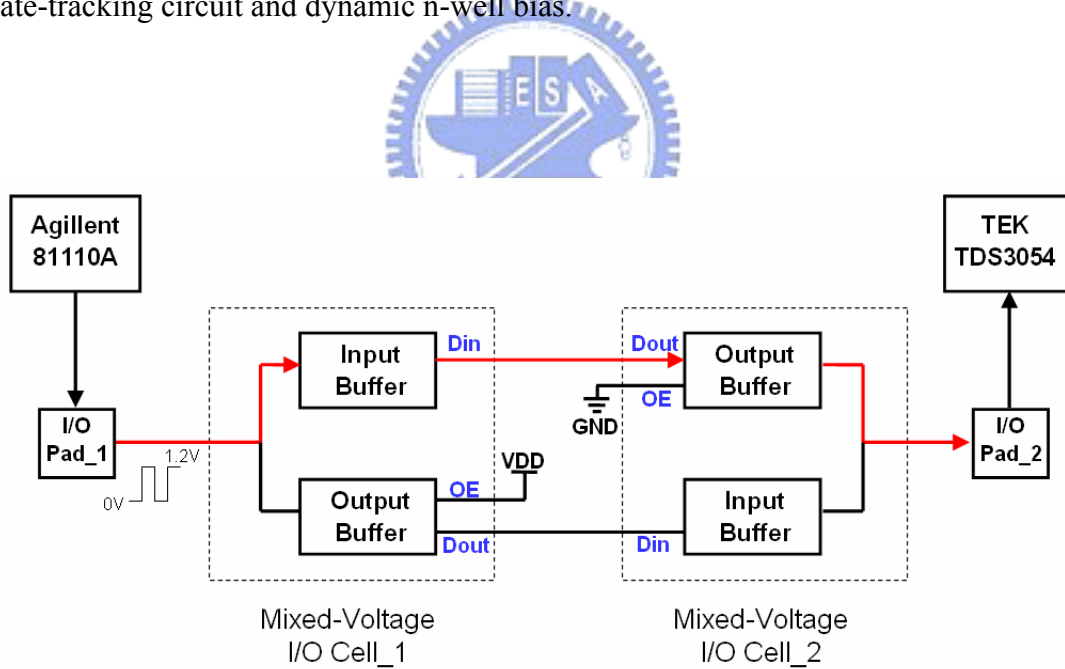 ate-tracking circuit and dynamic n-well bias.
E S A
Agillent
81110A
TEK
TDS3054
Input
Buffer
Din
Dout
Output
Buffer
OE
GND
I/O
Pad_1
1.2V
0V
I/O
Pad_2
VDD
Output
Buffer
OE
Dout
Din
Input
Buffer
Mixed-Voltage
I/O Cell_1
Mixed-Voltage
I/O Cell_2